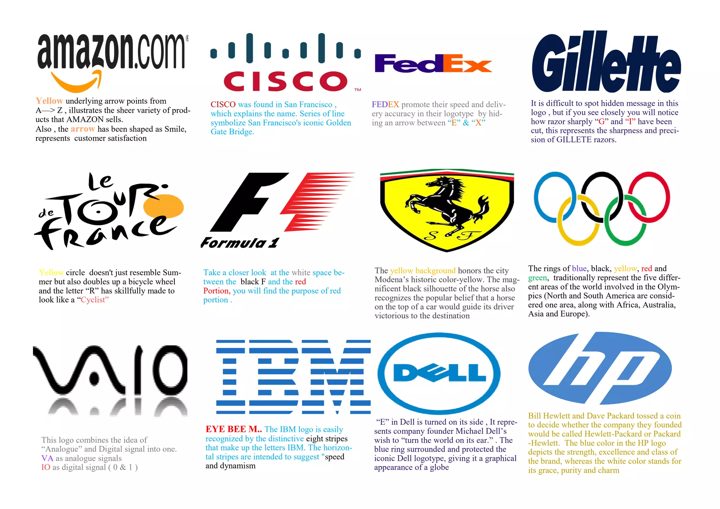 amazon.com
Yellow underlying arrow points from
A—> Z , illustrates the sheer variety of prod-
ucts that AMAZON sells.
Also , the arrow has been shaped as Smile,
represents customer satisfaction
CISCO
TM
CISCO was found in San Francisco ,
which explains the name. Series of line
symbolize San Francisco's iconic Golden
Gate Bridge.
FedEx
FEDEX promote their speed and deliv-
ery accuracy in their logotype by hid-
ing an arrow between “E” & “X”
Gillette
It is difficult to spot hidden message in this
logo , but if you see closely you will notice
how razor sharply “G” and “I” have been
cut, this represents the sharpness and preci-
sion of GILLETE razors.
Le
de TOUR
FRANCE
Yellow circle doesn't just resemble Sum-
mer but also doubles up a bicycle wheel
and the letter “R” has skillfully made to
look like a “Cyclist”
F1
Formula 1
Take a closer look at the white space be-
tween the black F and the red
Portion, you will find the purpose of red
portion .
S F
The yellow background honors the city
Modena’s historic color-yellow. The mag-
nificent black silhouette of the horse also
recognizes the popular belief that a horse
on the top of a car would guide its driver
victorious to the destination
The rings of blue, black, yellow, red and
green, traditionally represent the five differ-
ent areas of the world involved in the Olym-
pics (North and South America are consid-
ered one area, along with Africa, Australia,
Asia and Europe).
VAIO
This logo combines the idea of
“Analogue” and Digital signal into one.
VA as analogue signals
IO as digital signal ( 0 & 1 )
IBM
EYE BEE M.. The IBM logo is easily
recognized by the distinctive eight stripes
that make up the letters IBM. The horizon-
tal stripes are intended to suggest "speed
and dynamism
DELL
“E” in Dell is turned on its side , It repre-
sents company founder Michael Dell’s
wish to “turn the world on its ear.” . The
blue ring surrounded and protected the
iconic Dell logotype, giving it a graphical
appearance of a globe
hp
Bill Hewlett and Dave Packard tossed a coin
to decide whether the company they founded
would be called Hewlett-Packard or Packard
-Hewlett. The blue color in the HP logo
depicts the strength, excellence and class of
the brand, whereas the white color stands for
its grace, purity and charm